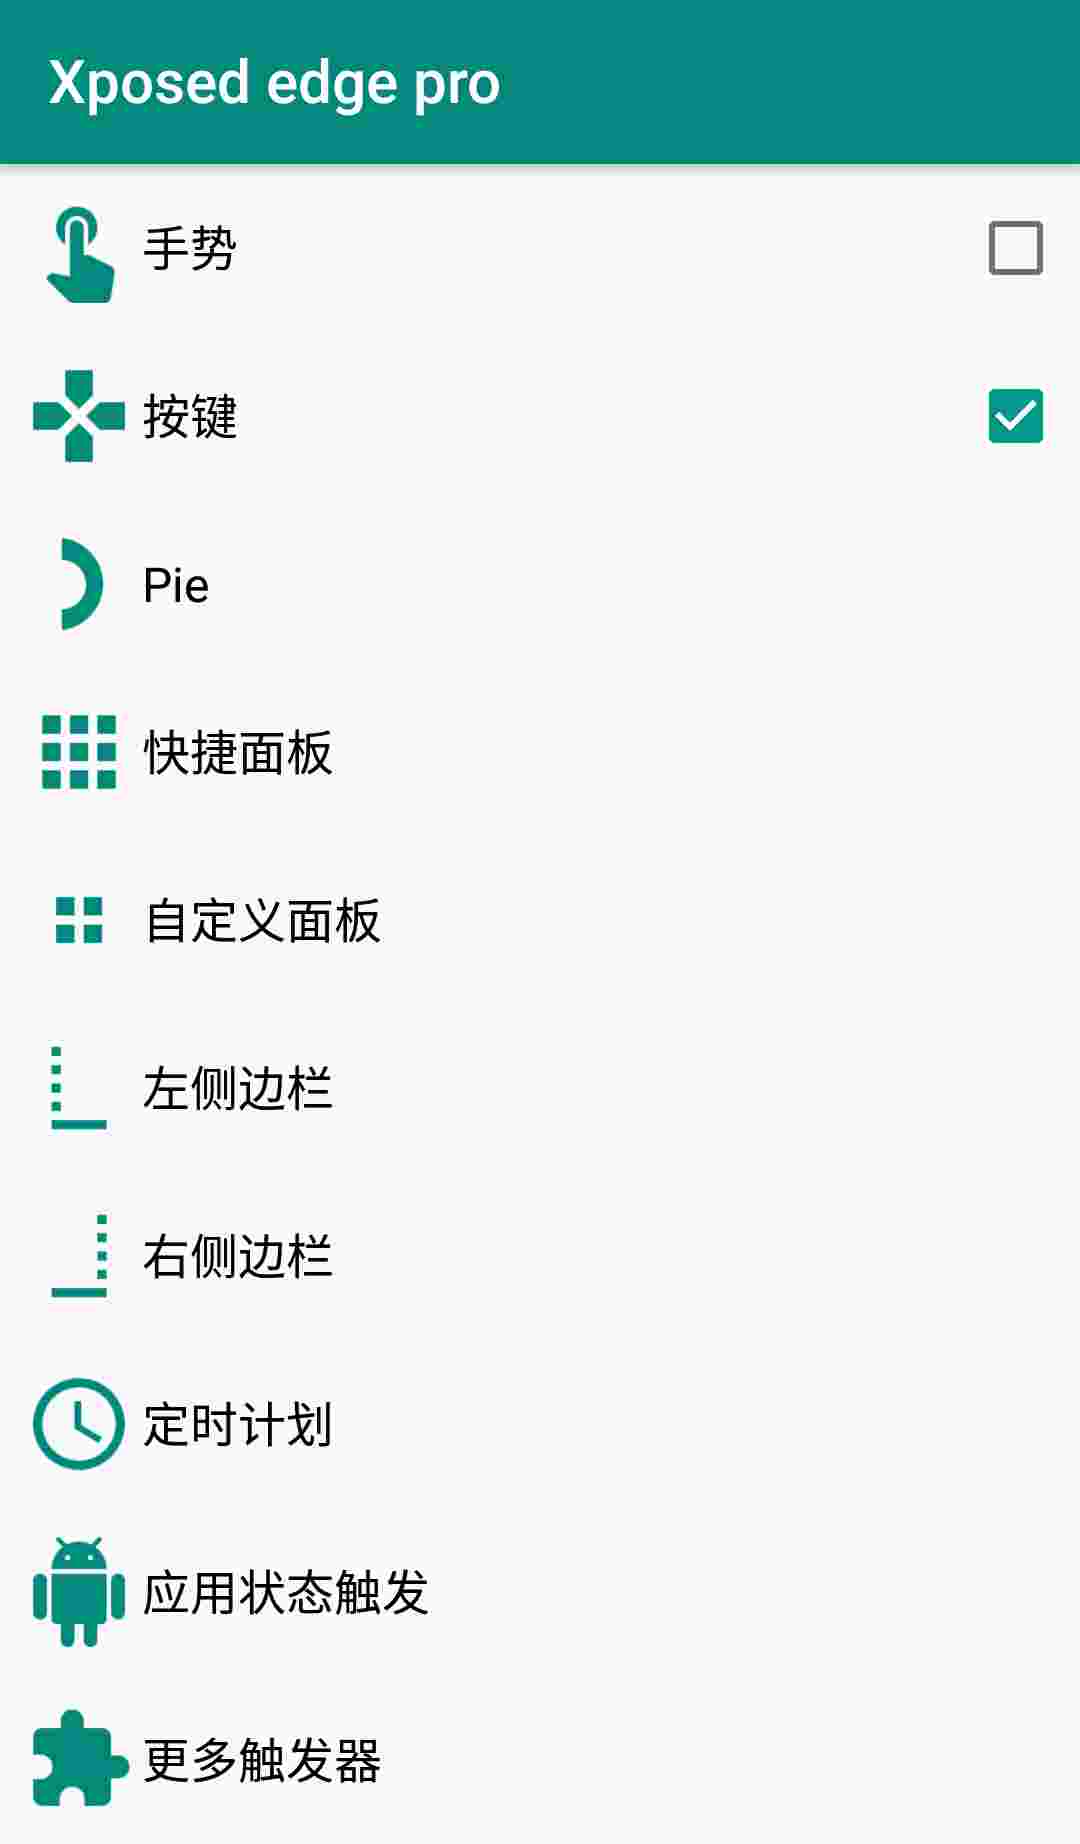 Xposed edge pro
手势
按键
Pie
快捷面板
自定义面板
左侧边栏
右侧边栏
定时计划
应用状态触发
更多触发器